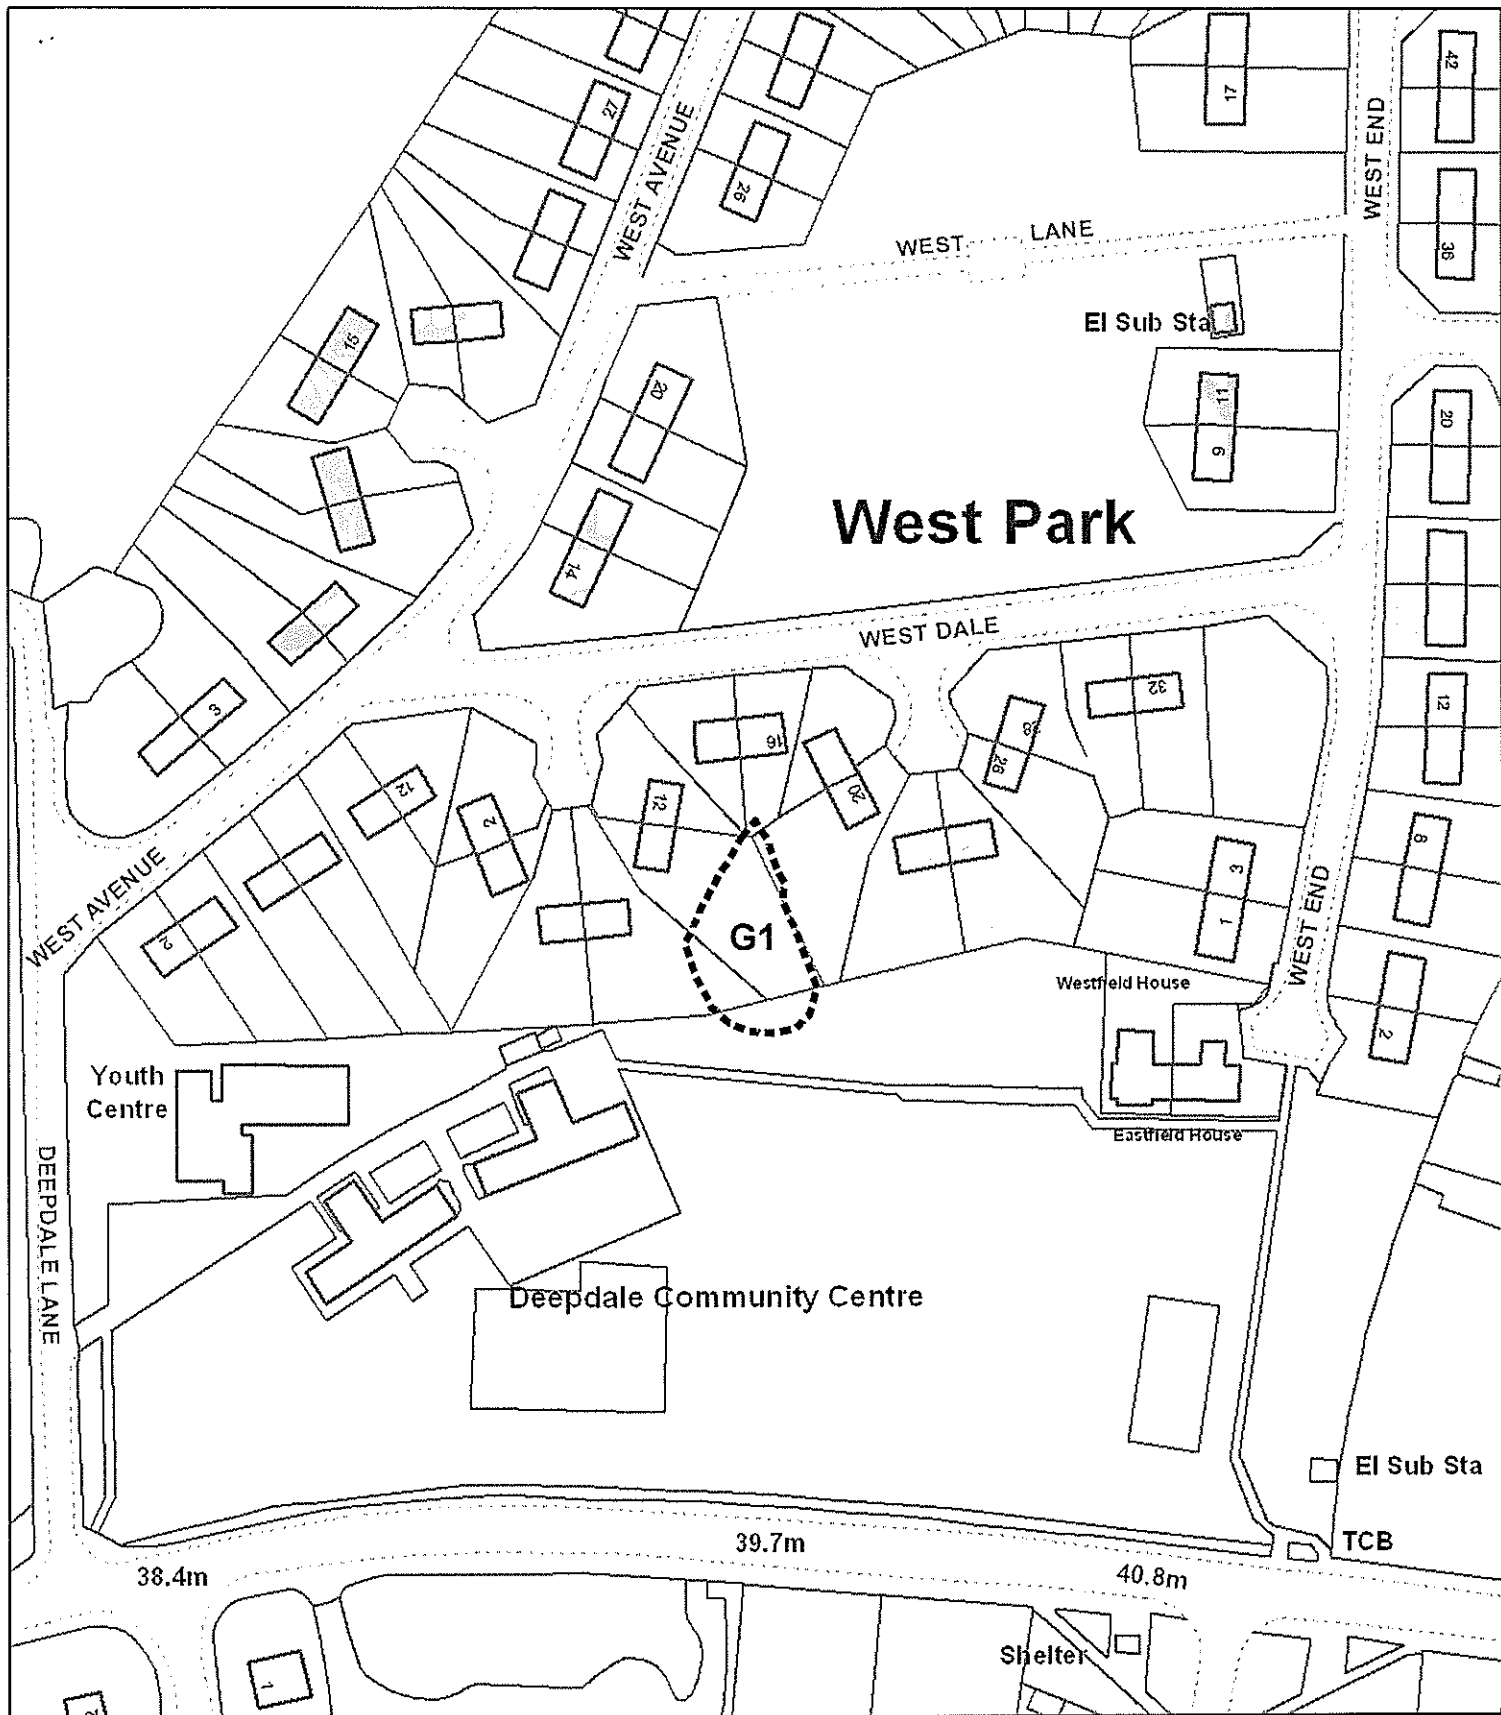 42
17
27
WEST AVENUE
WEST END
26
36
WEST LANE
El Sub Sta
15
20
11
9
20
West Park
14
WEST DALE
32
3
12
28
26
16
12
20
12
2
8
3
1
G1
WEST AVENUE
2
WEST END
Westfield House
2
Youth
Centre
Eastfield House
DEEPDALE LANE
Deepdale Community Centre
El Sub Sta
TCB
39.7m
38.4m
40.8m
Shelter
1
2